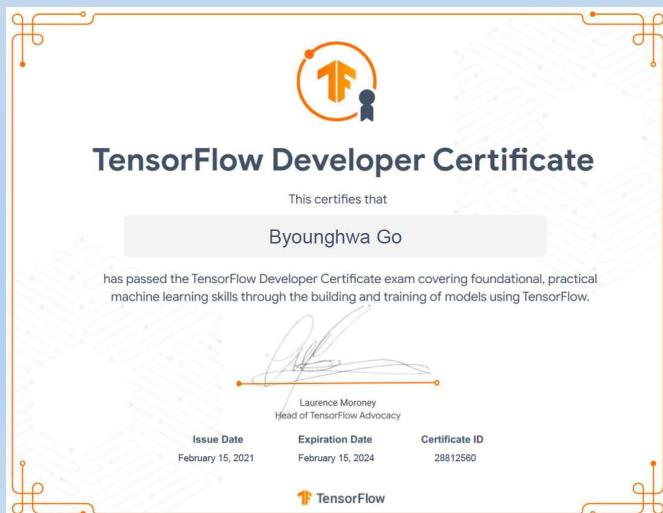 TF
TensorFlow Developer Certificate
This certifies that
Byounghwa Go
has passed the TensorFlow Developer Certificate exam covering foundational, practical
machine learning skills through the building and training of models using TensorFlow.
Laurence Moroney
Head of TensorFlow Advocacy
Issue Date Expiration Date Certificate ID
February 15, 2021 February 15, 2024 28812560
TensorFlow